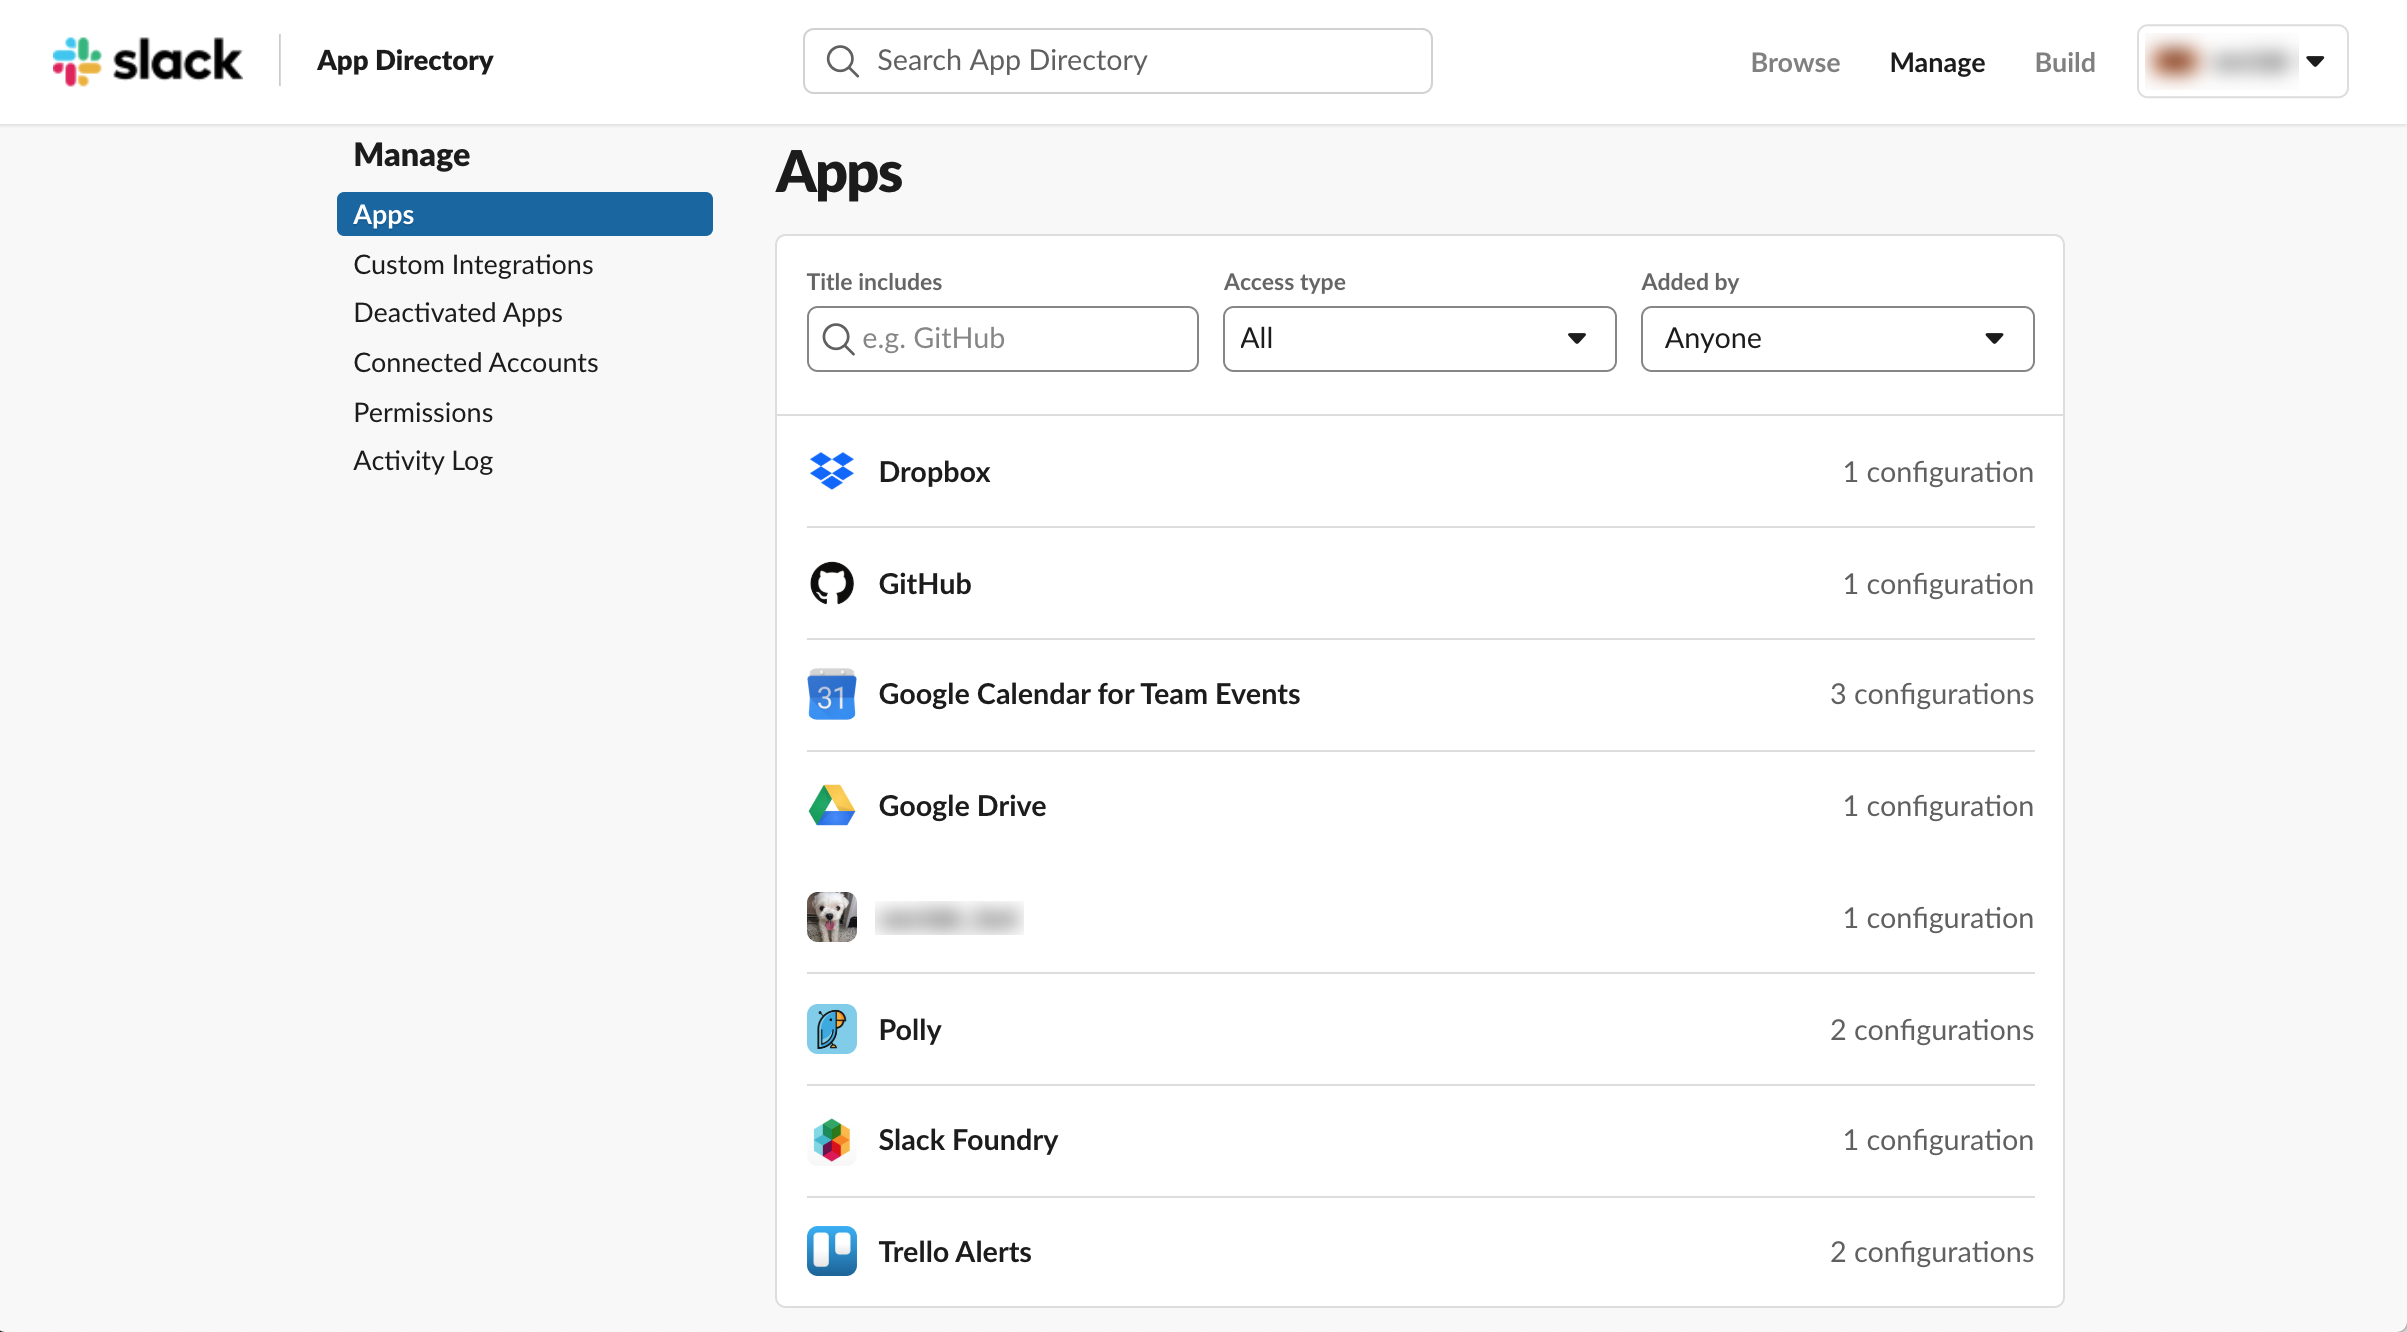 slack
App Directory
Search App Directory
Browse
Manage
Build
Manage
Apps
Custom Integrations
Deactivated Apps
Connected Accounts
Permissions
Activity Log
Apps
Title includes
Access type
Added by
e.g. GitHub
All
Anyone
Dropbox
1 configuration
GitHub
1 configuration
31
Google Calendar for Team Events
3 configurations
Google Drive
1 configuration
1 configuration
Polly
2 configurations
Slack Foundry
1 configuration
Trello Alerts
2 configurations